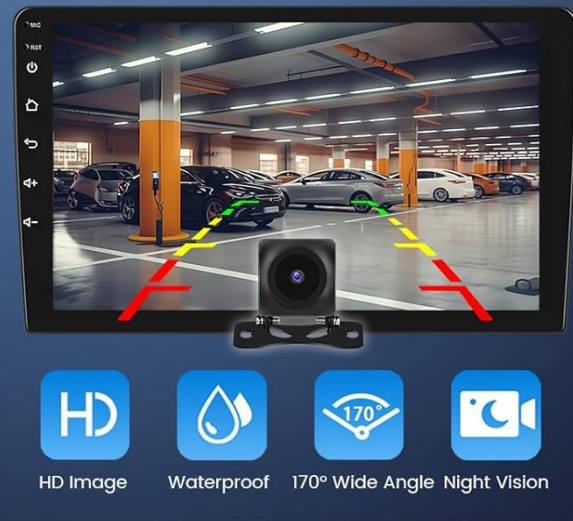 MIC
RST
HD
170°
HD Image
Waterproof
170° Wide Angle
Night Vision